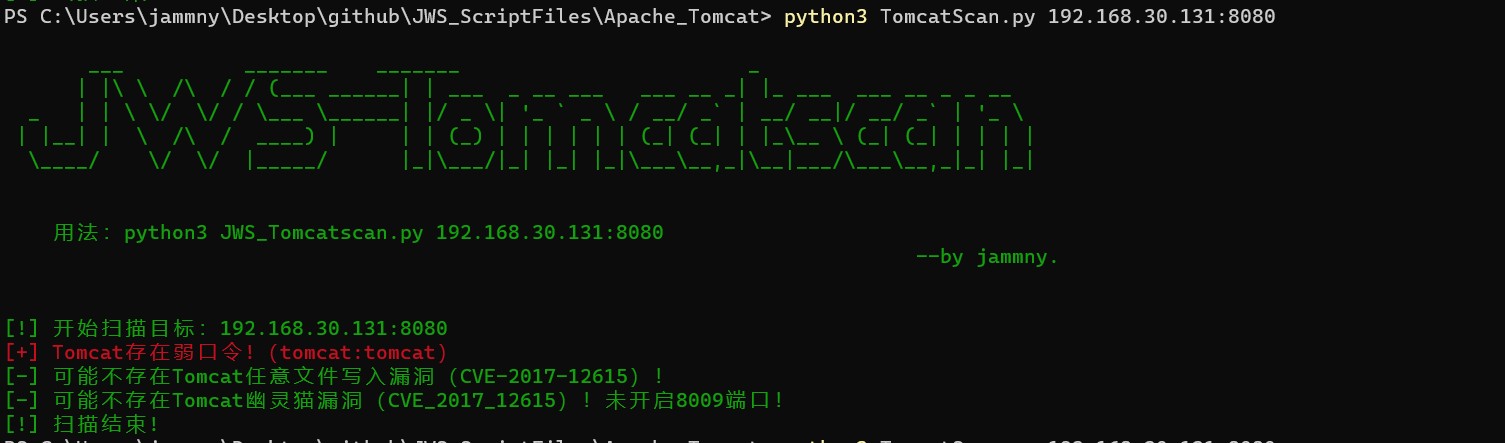 PS C:\Users\jammny\Desktop\github\JWS_ScriptFiles\Apache_Tomcat> python3 TomcatScan.py 192.168.30.131:8080
JWS-Tomcatscan
用法: python3 JWS_Tomcatscan.py 192.168.30.131:8080
--by jammny.
[!] 开始扫描目标: 192.168.30.131:8080
[+] Tomcat存在弱口令! (tomcat:tomcat)
[-] 可能不存在Tomcat任意文件写入漏洞 (CVE-2017-12615) !
[-] 可能不存在Tomcat幽灵猫漏洞 (CVE_2017_12615) ! 未开启8009端口!
[!] 扫描结束!